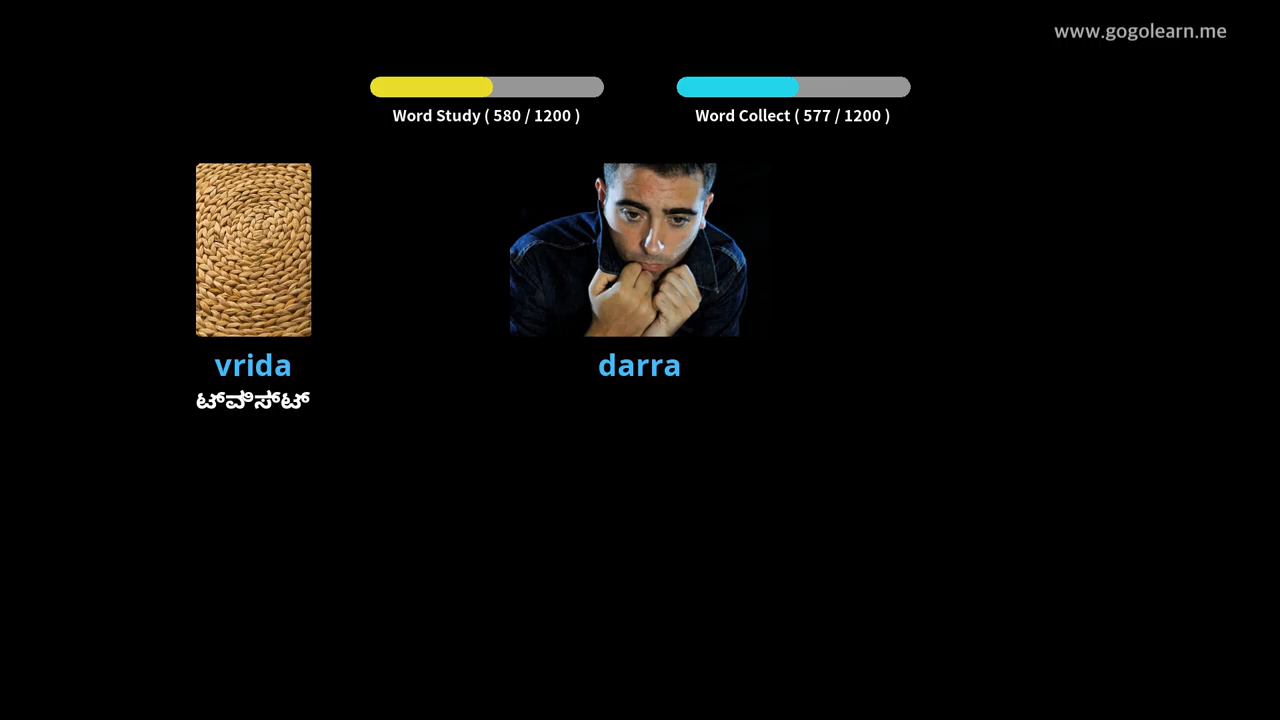 www.gogolearn.me
Word Study ( 580 / 1200 )
Word Collect ( 577 / 1200 )
vrida
darra
ಟ್ವಿಸ್ಟ್